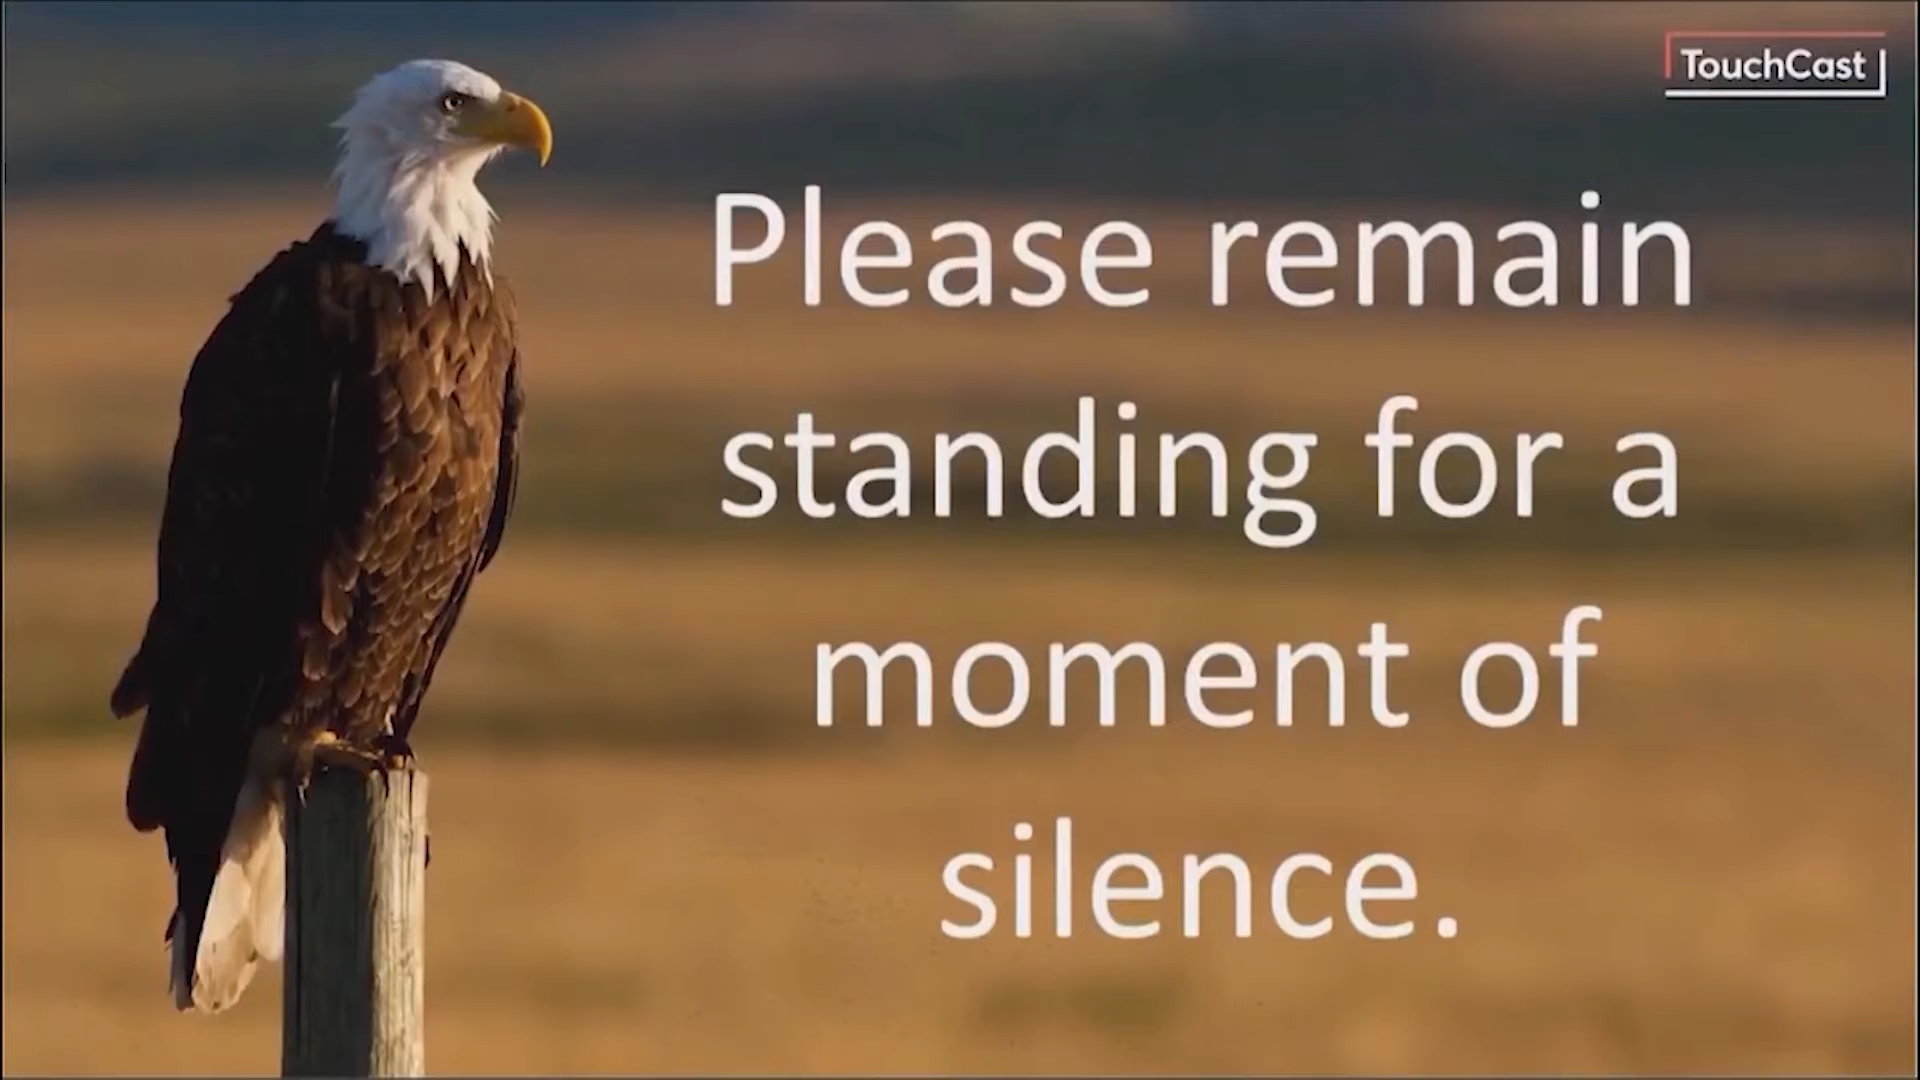 TouchCast
Please remain
standing for a
moment of
silence.